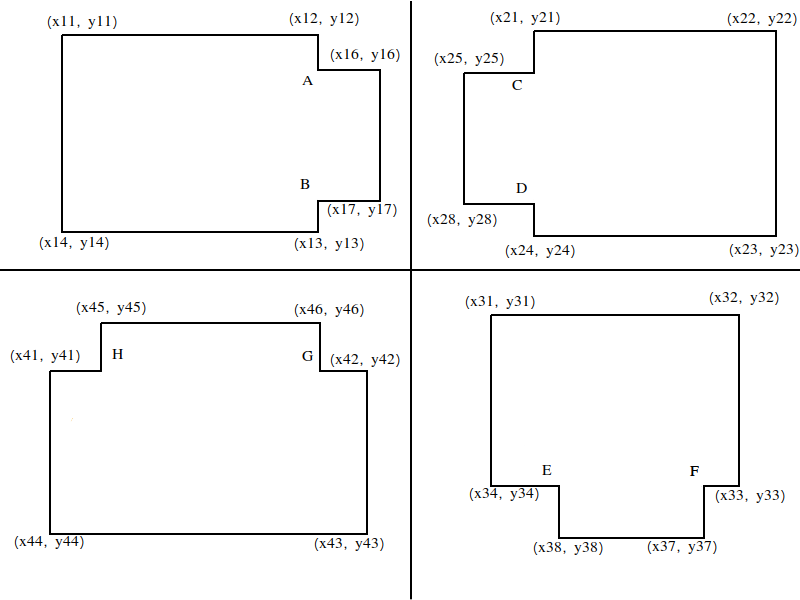 (x11, y11)
(x12, y12)
(x16, y16)
A
B
(x17, y17)
(x14, y14)
(x13, y13)
(x21, y21)
(x22, y22)
(x25, y25)
C
D
(x28, y28)
(x24, y24)
(x23, y23)
(x45, y45)
(x46, y46)
(x41, y41)
H
G
(x42, y42)
(x44, y44)
(x43, y43)
(x31, y31)
(x32, y32)
E
F
(x34, y34)
(x33, y33)
(x38, y38)
(x37, y37)